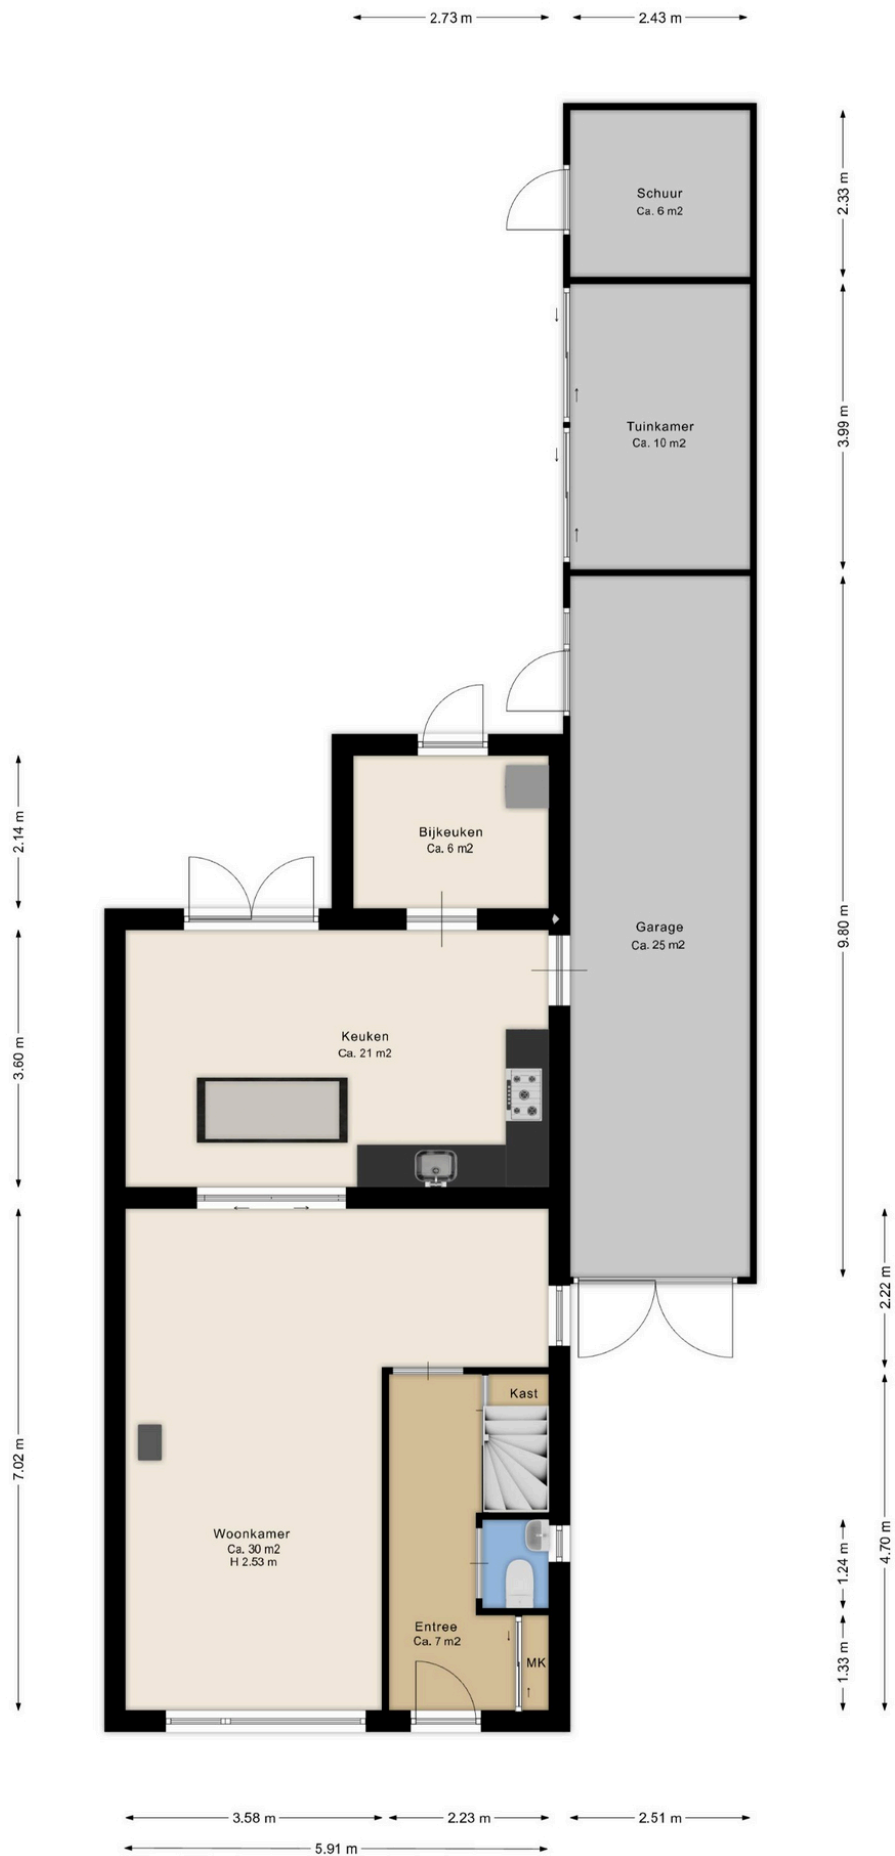 2.73 m
2.43 m
Schuur
Ca. 6 m2
2.33 m
Tuinkamer
Ca. 10 m2
3.99 m
Bijkeuken
Ca. 6 m2
2.14 m
Garage
Ca. 25 m2
9.80 m
Keuken
Ca. 21 m2
3.60 m
2.22 m
Kast
7.02 m
Woonkamer
Ca. 30 m2
H 2.53 m
1.24 m
4.70 m
Entree
Ca. 7 m2
MK
1.33 m
3.58 m
2.23 m
2.51 m
5.91 m